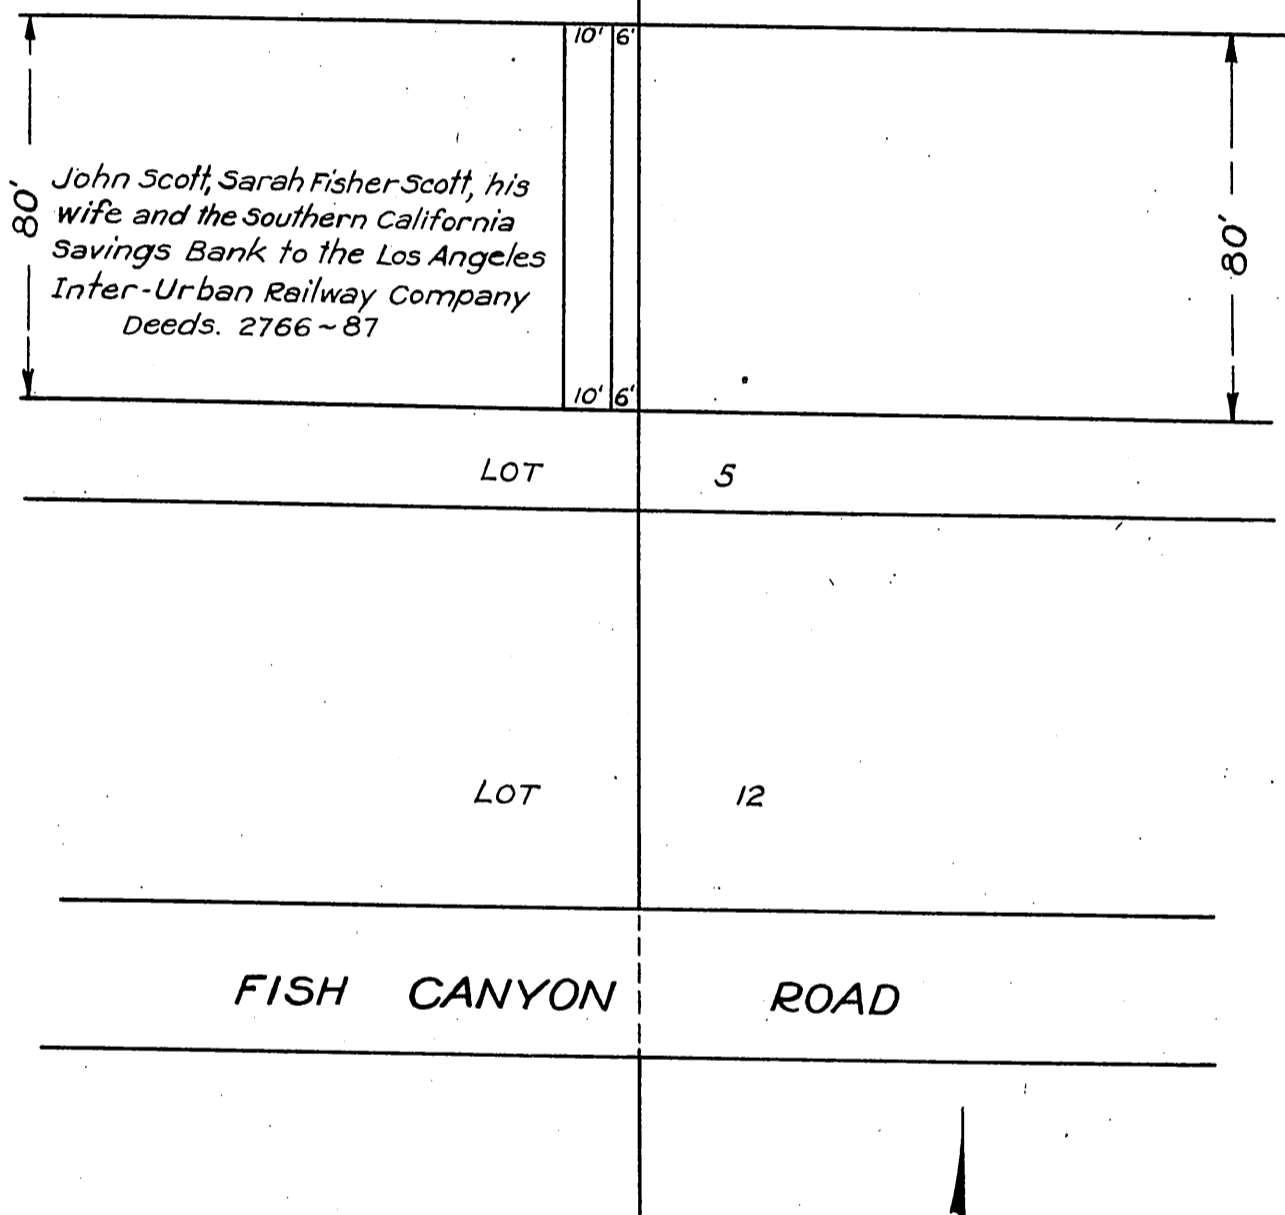 10' 6'
80'
John Scott, Sarah Fisher Scott, his
wife and the Southern California
Savings Bank to the Los Angeles
Inter-Urban Railway Company
Deeds. 2766~87
80'
10' 6'
LOT 5
LOT 12
FISH CANYON ROAD